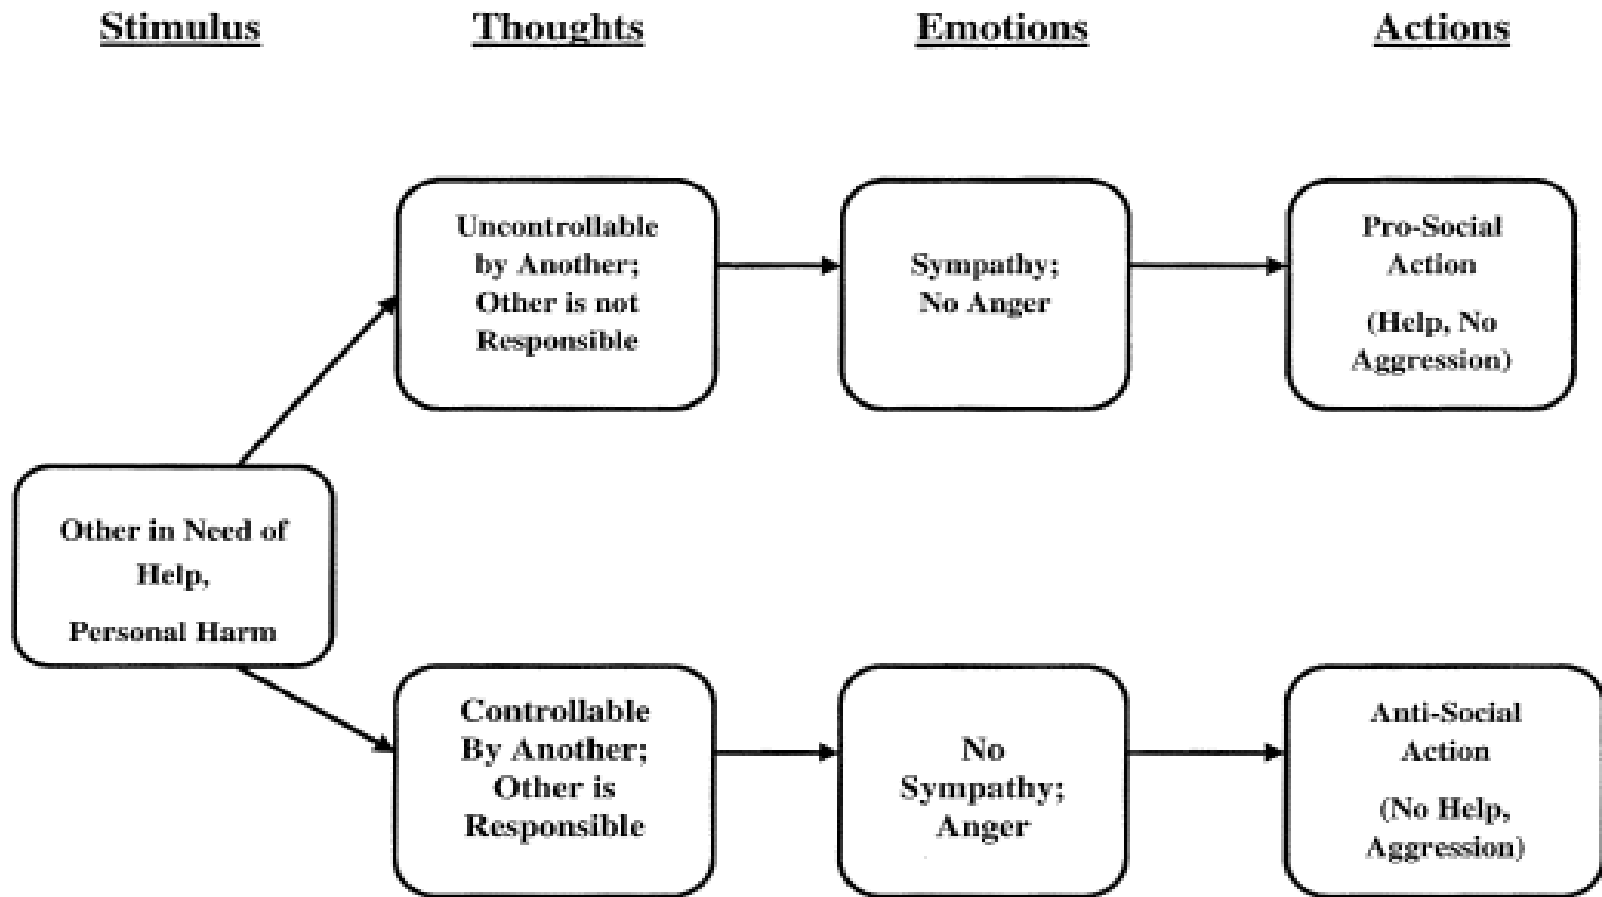 Stimulus
Thoughts
Emotions
Actions
Uncontrollable
by Another;
Other is not
Responsible
Sympathy;
No Anger
Pro-Social
Action
(Help, No
Aggression)
Other in Need of
Help,
Personal Harm
Controllable
By Another;
Other is
Responsible
No
Sympathy;
Anger
Anti-Social
Action
(No Help,
Aggression)